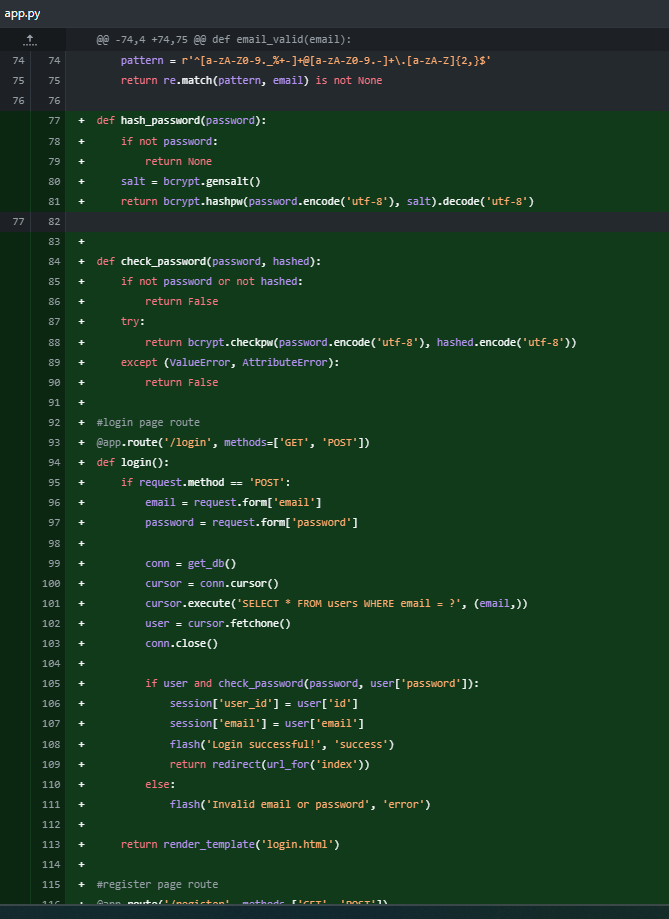 app.py
@@ -74,4 +74,75 @@ def email_valid(email):
74 74 pattern = r'^[a-zA-Z0-9._%+-]+@[a-zA-Z0-9.-]+\.[a-zA-Z]{2,}$'
75 75 return re.match(pattern, email) is not None
76 76
77 + def hash_password(password):
78 + if not password:
79 + return None
80 + salt = bcrypt.gensalt()
81 + return bcrypt.hashpw(password.encode('utf-8'), salt).decode('utf-8')
77 82
83 +
84 + def check_password(password, hashed):
85 + if not password or not hashed:
86 + return False
87 + try:
88 + return bcrypt.checkpw(password.encode('utf-8'), hashed.encode('utf-8'))
89 + except (ValueError, AttributeError):
90 + return False
91 +
92 + #login page route
93 + @app.route('/login', methods=['GET', 'POST'])
94 + def login():
95 + if request.method == 'POST':
96 + email = request.form['email']
97 + password = request.form['password']
98 +
99 + conn = get_db()
100 + cursor = conn.cursor()
101 + cursor.execute('SELECT * FROM users WHERE email = ?', (email,))
102 + user = cursor.fetchone()
103 + conn.close()
104 +
105 + if user and check_password(password, user['password']):
106 + session['user_id'] = user['id']
107 + session['email'] = user['email']
108 + flash('Login successful!', 'success')
109 + return redirect(url_for('index'))
110 + else:
111 + flash('Invalid email or password', 'error')
112 +
113 + return render_template('login.html')
114 +
115 + #register page route
116 + @app.route('/register', methods=['GET', 'POST'])